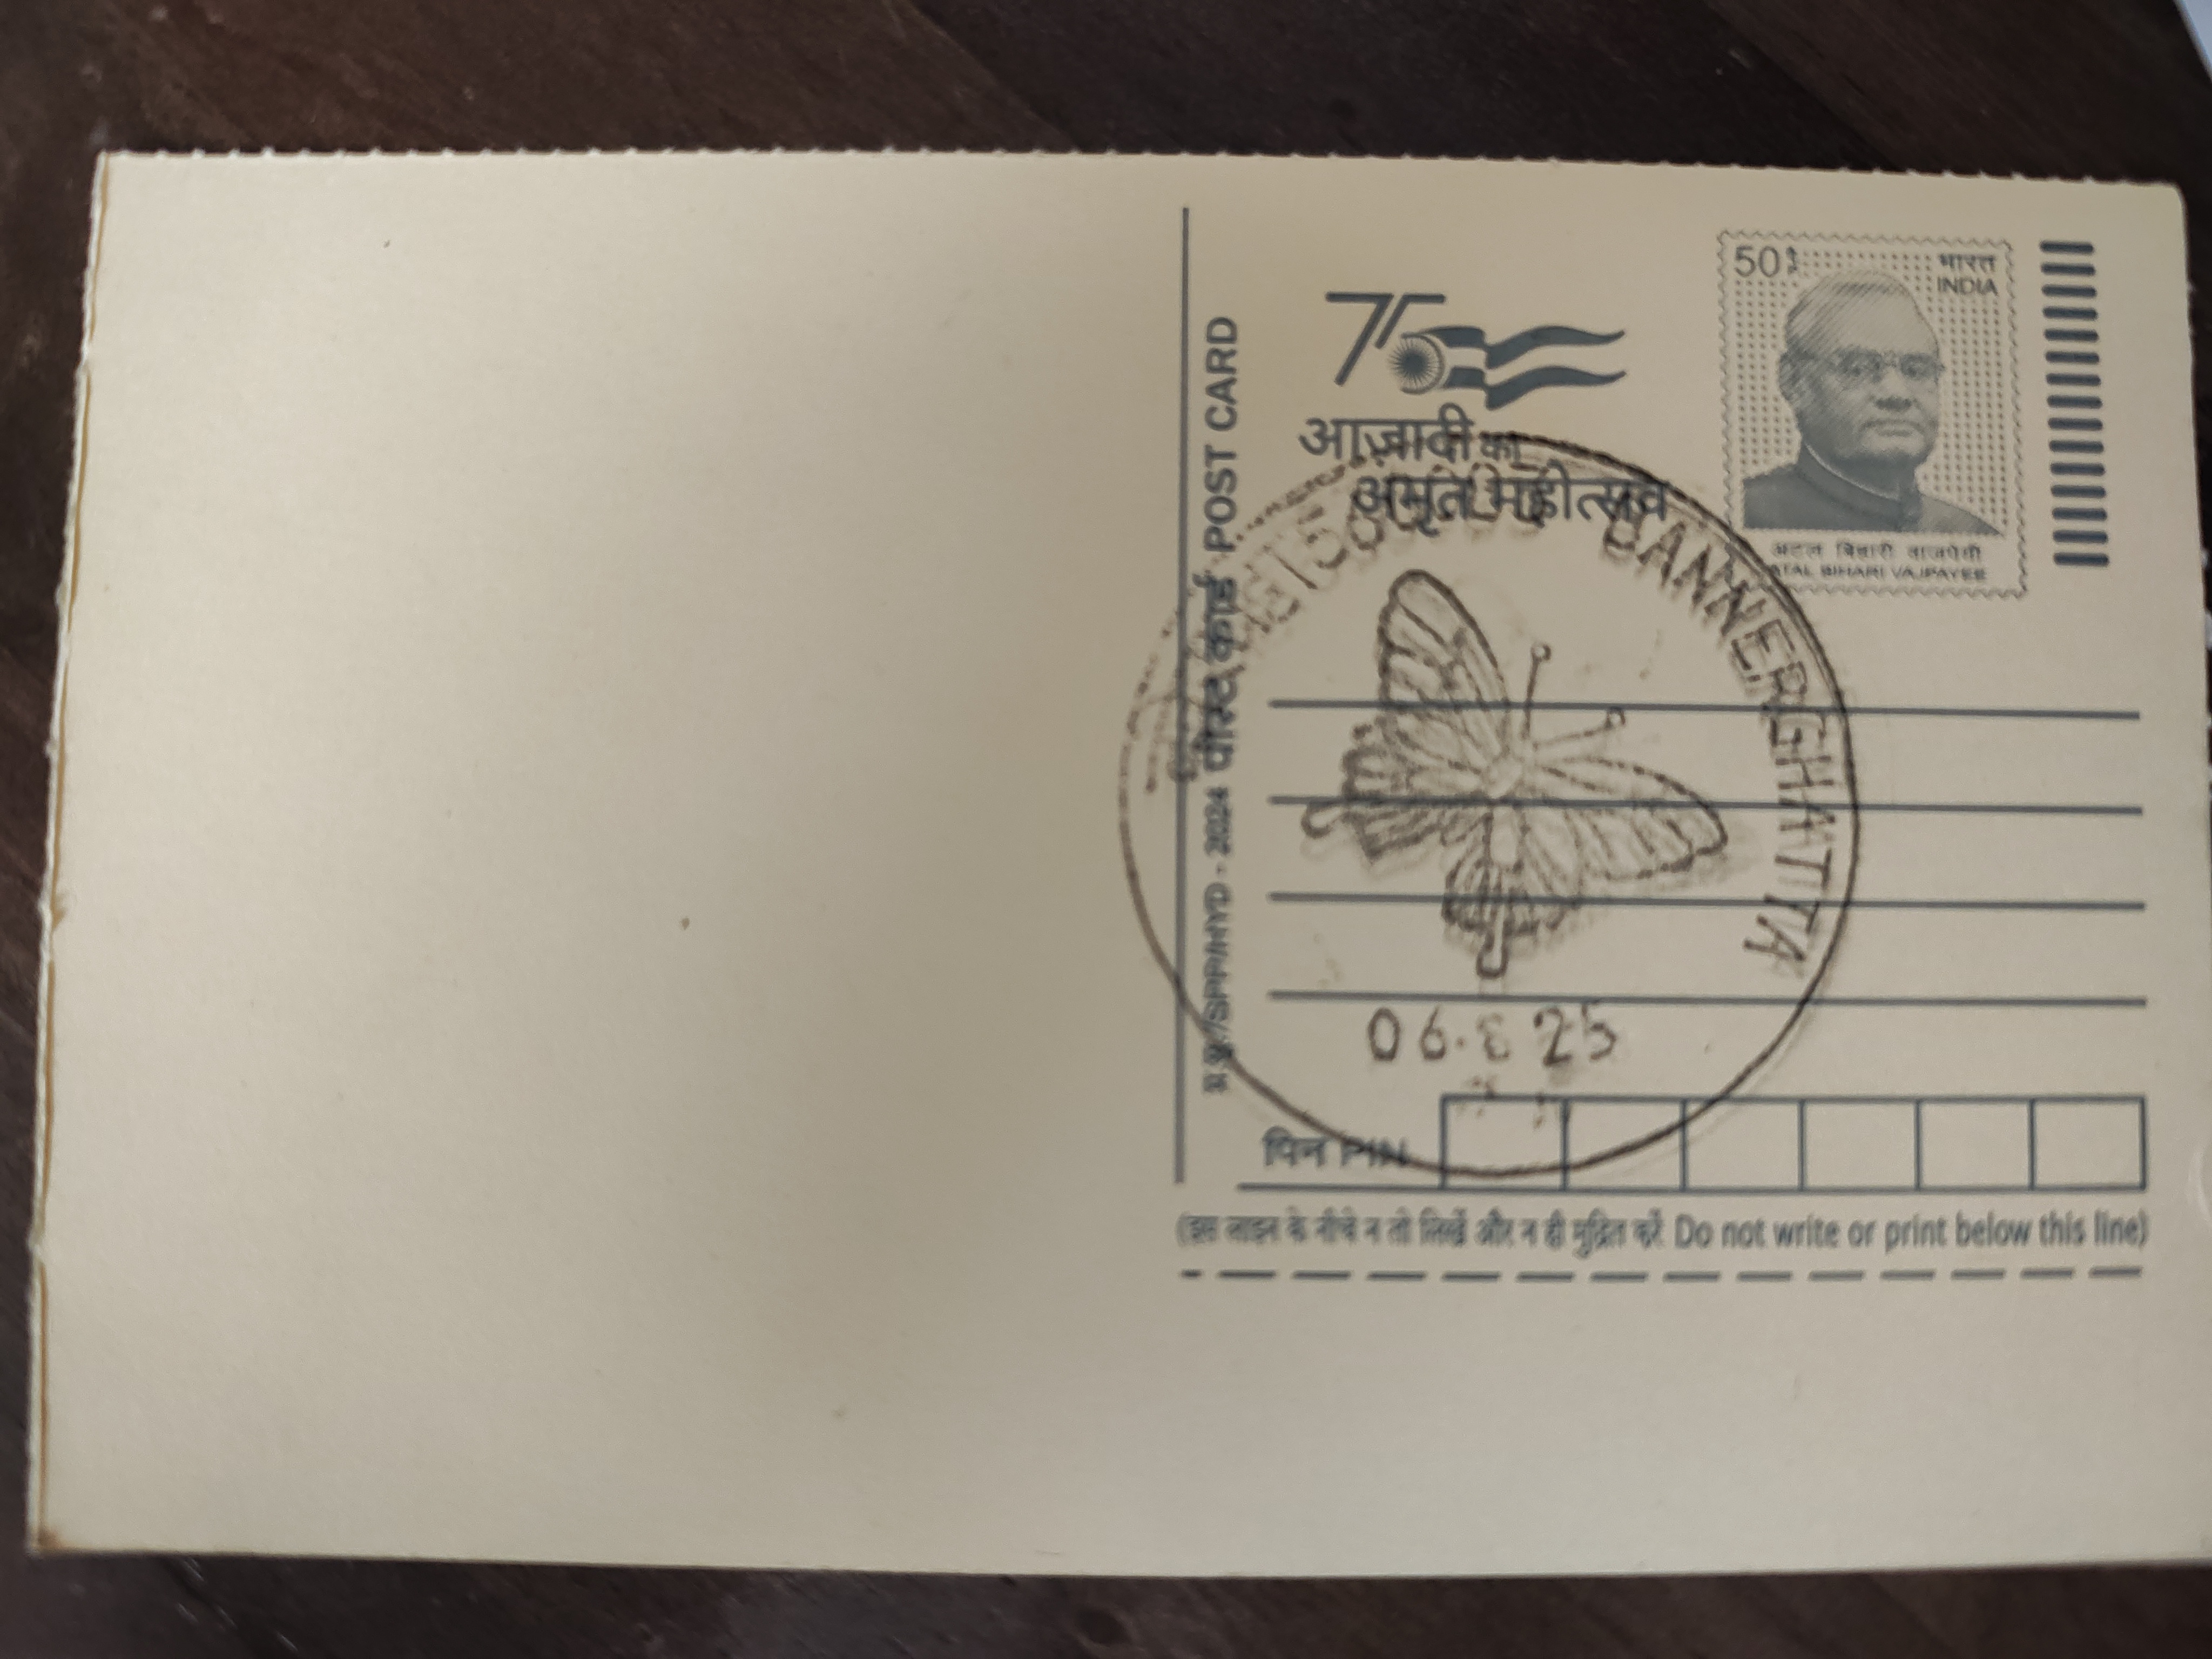 पोस्ट कार्ड POST CARD
SPP/HYD - 2024
75
आज़ादी का
अमृत महोत्सव
50
भारत
INDIA
अटल बिहारी वाजपेयी
ATAL BIHARI VAJPAYEE
BANNERGHATTA
06·3·25
पिन PIN
(इस लाइन के नीचे न तो लिखें और न ही मुद्रित करें Do not write or print below this line)